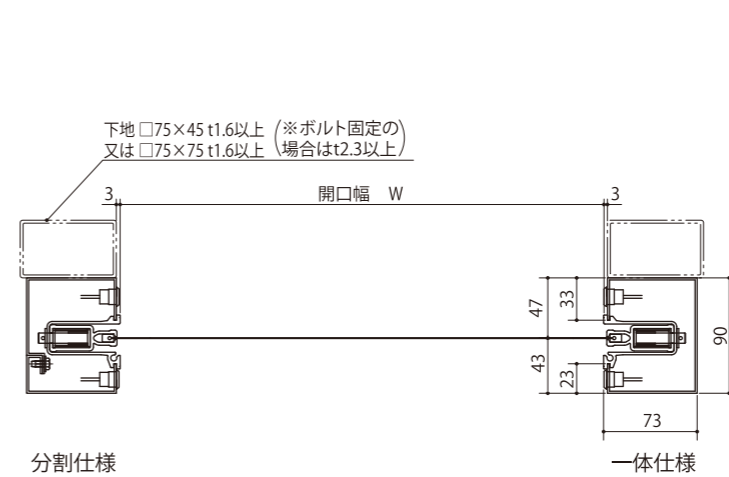 下地 □75×45 t1.6以上 (※ボルト固定の
又は □75×75 t1.6以上 場合はt2.3以上)
3 開口幅 W 3
47
33
90
43
23
73
分割仕様 一体仕様